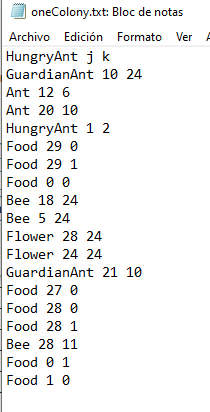 oneColony.txt: Bloc de notas
Archivo Edición Formato Ver
HungryAnt j k
GuardianAnt 10 24
Ant 12 6
Ant 20 10
HungryAnt 1 2
Food 29 0
Food 29 1
Food 0 0
Bee 18 24
Bee 5 24
Flower 28 24
Flower 24 24
GuardianAnt 21 10
Food 27 0
Food 28 0
Food 28 1
Bee 28 11
Food 0 1
Food 1 0